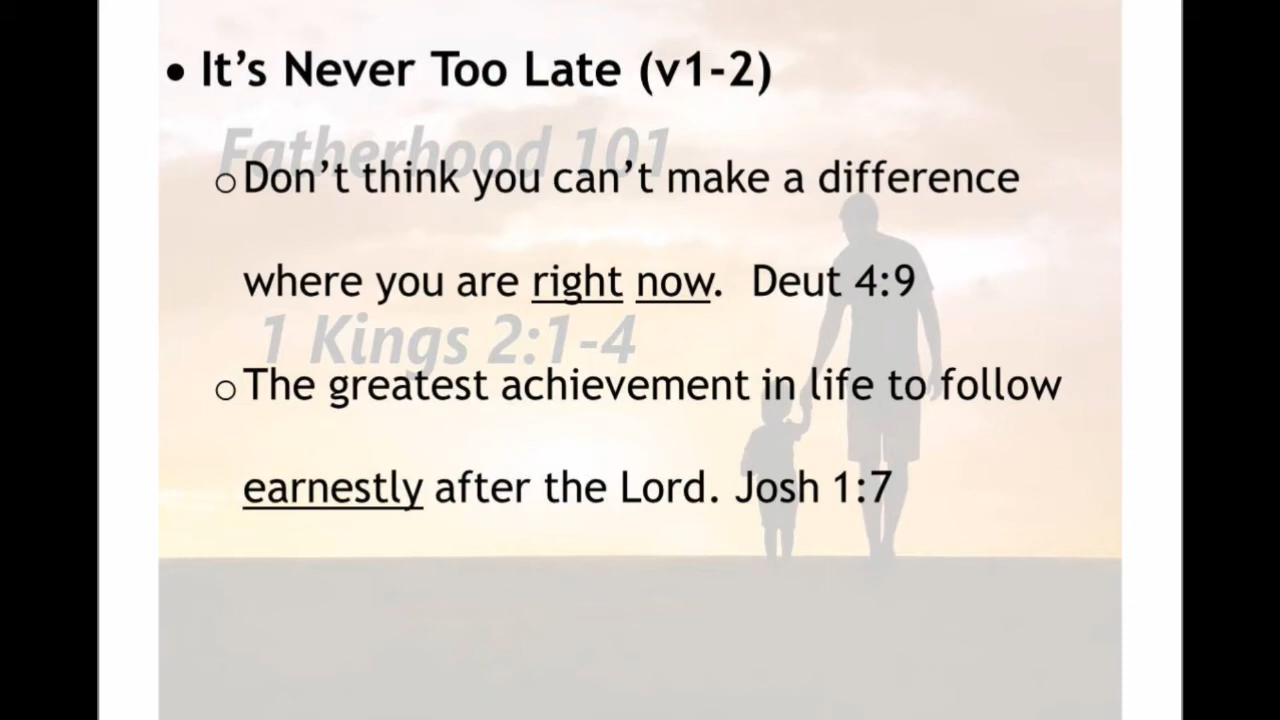 • It’s Never Too Late (v1-2)
Fatherhood 101
o Don’t think you can’t make a difference
where you are right now. Deut 4:9
1 Kings 2:1-4
o The greatest achievement in life to follow
earnestly after the Lord. Josh 1:7